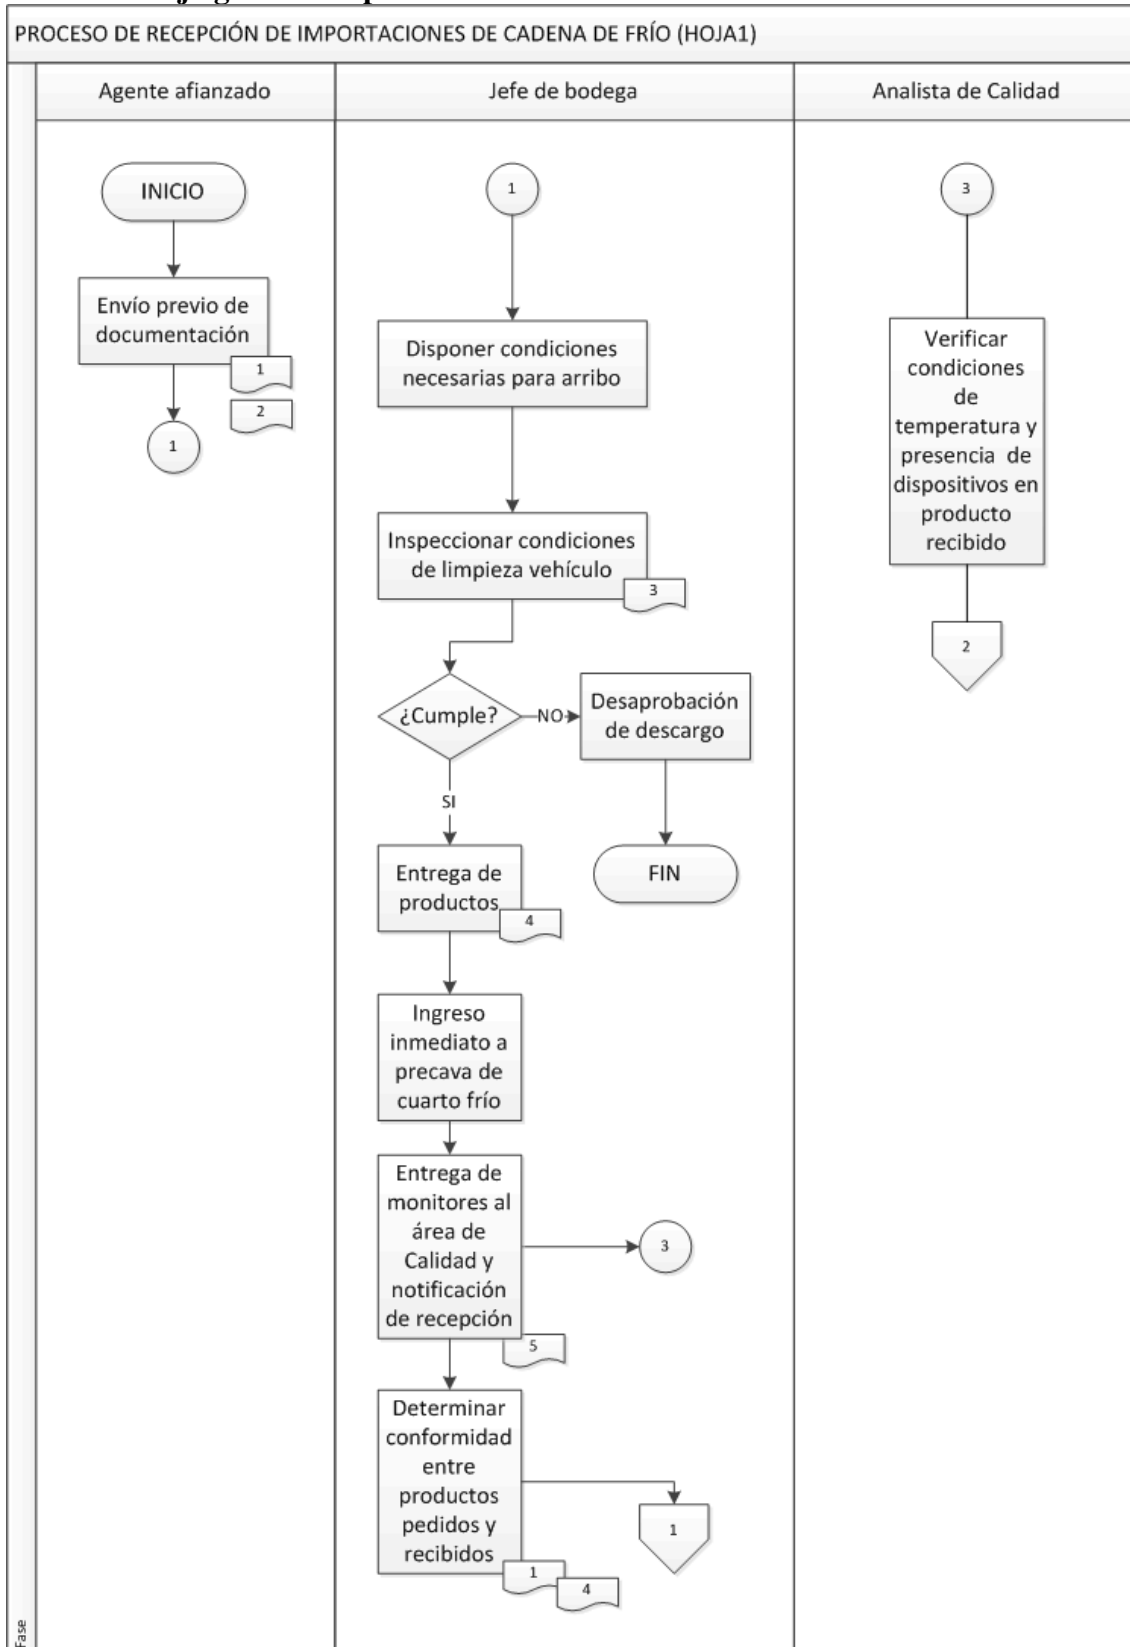 PROCESO DE RECEPCIÓN DE IMPORTACIONES DE CADENA DE FRÍO (HOJA1)
Agente afianzado
Jefe de bodega
Analista de Calidad
INICIO
Envío previo de
documentación
1
2
1
1
Disponer condiciones
necesarias para arribo
Inspeccionar condiciones
de limpieza vehículo
3
¿Cumple?
NO
Desaprobación
de descargo
FIN
SI
Entrega de
productos
4
Ingreso
inmediato a
precava de
cuarto frío
Entrega de
monitores al
área de
Calidad y
notificación
de recepción
5
3
Determinar
conformidad
entre
productos
pedidos y
recibidos
1
4
1
3
Verificar
condiciones
de
temperatura y
presencia de
dispositivos en
producto
recibido
2
Fase